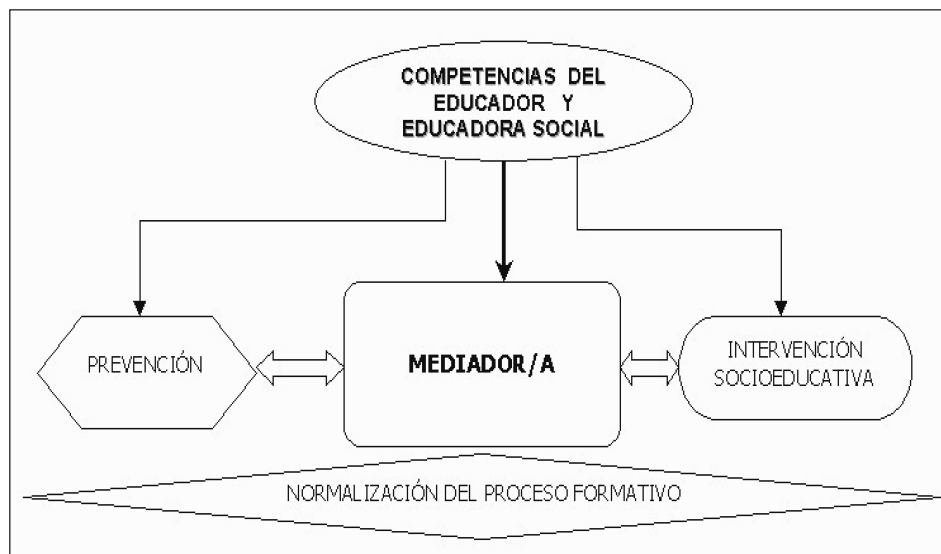 COMPETENCIAS DEL
EDUCADOR Y
EDUCADORA SOCIAL
PREVENCIÓN
MEDIADOR/A
INTERVENCIÓN
SOCIOEDUCATIVA
NORMALIZACIÓN DEL PROCESO FORMATIVO